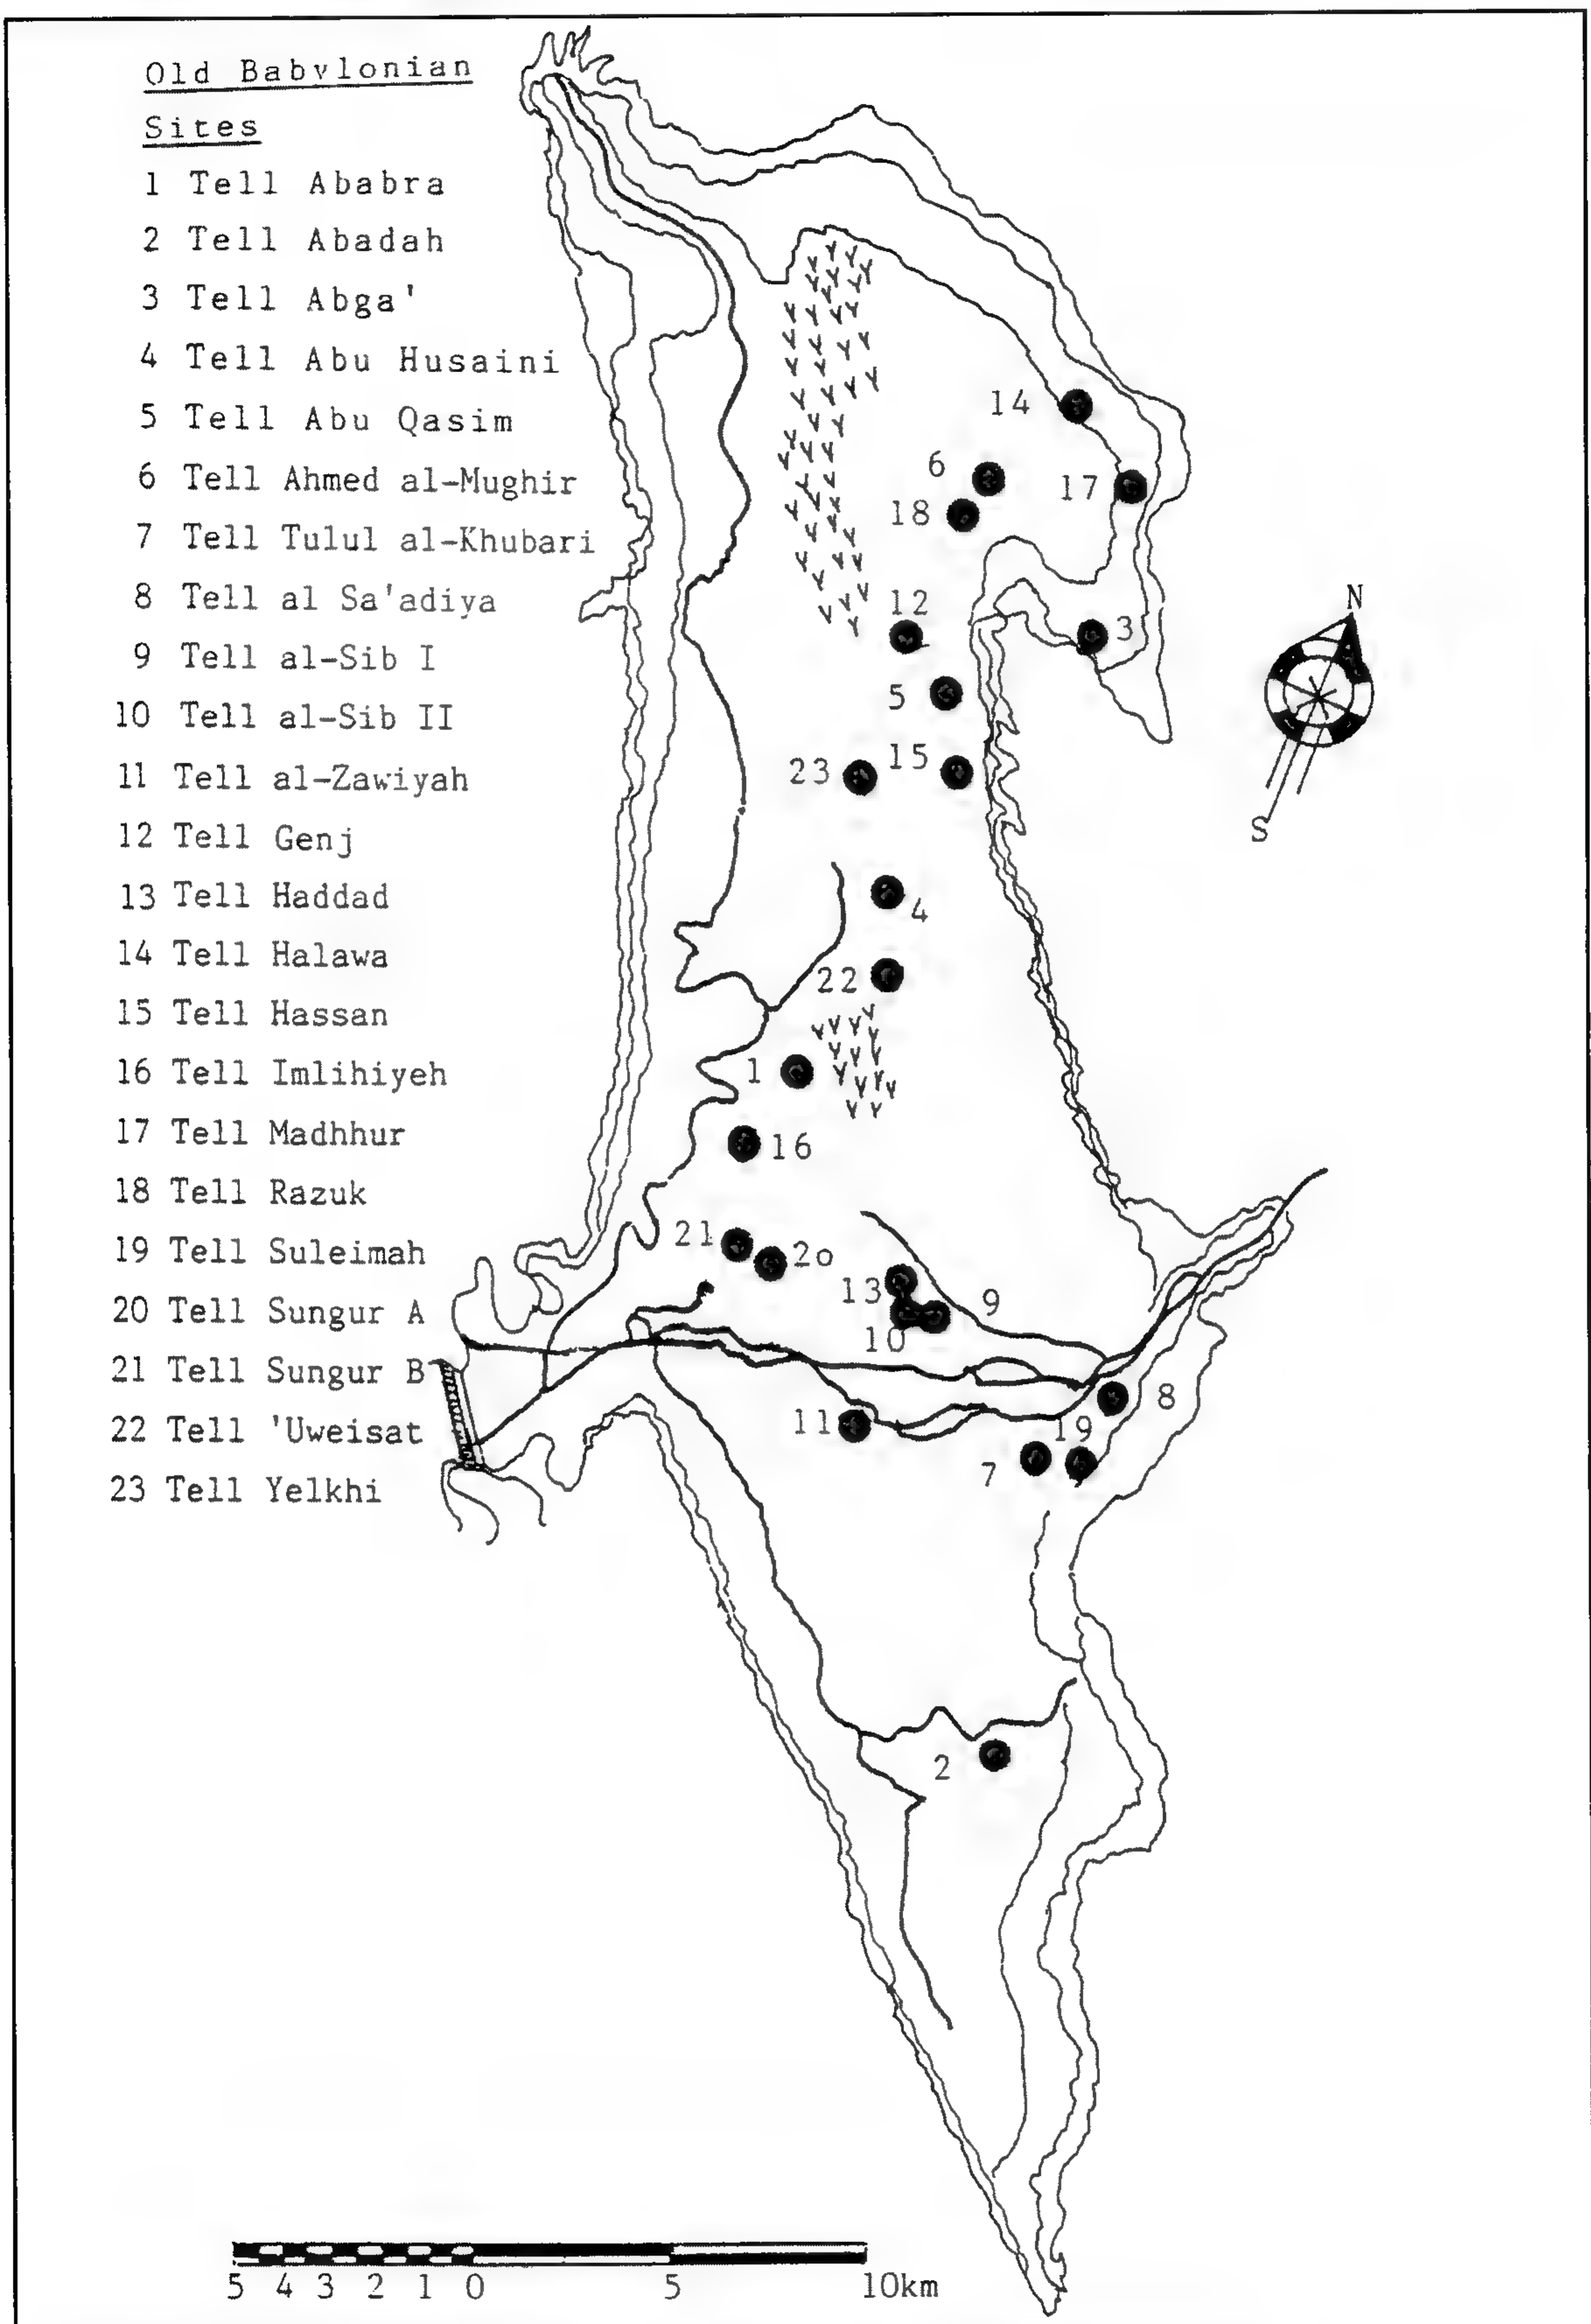 Old Babvlonian
Sites
1 Tell Ababra
2 Tell Abadah
3 Tell Abga'
4 Tell Abu Husaini
5 Tell Abu Qasim
6 Tell Ahmed al-Mughir
7 Tell Tulul al-Khubari
8 Tell al Sa'adiya
9 Tell al-Sib I
10 Tell al-Sib II
11 Tell al-Zawiyah
12 Tell Genj
13 Tell Haddad
14 Tell Halawa
15 Tell Hassan
16 Tell Imlihiyeh
17 Tell Madhhur
18 Tell Razuk
19 Tell Suleimah
20 Tell Sungur A
21 Tell Sungur B
22 Tell 'Uweisat
23 Tell Yelkhi
14
6
17
18
12
3
5
15
23
4
22
1
16
21
2o
13
9
10
8
11
19
7
2
N
S
5 4 3 2 1 0 5 10km